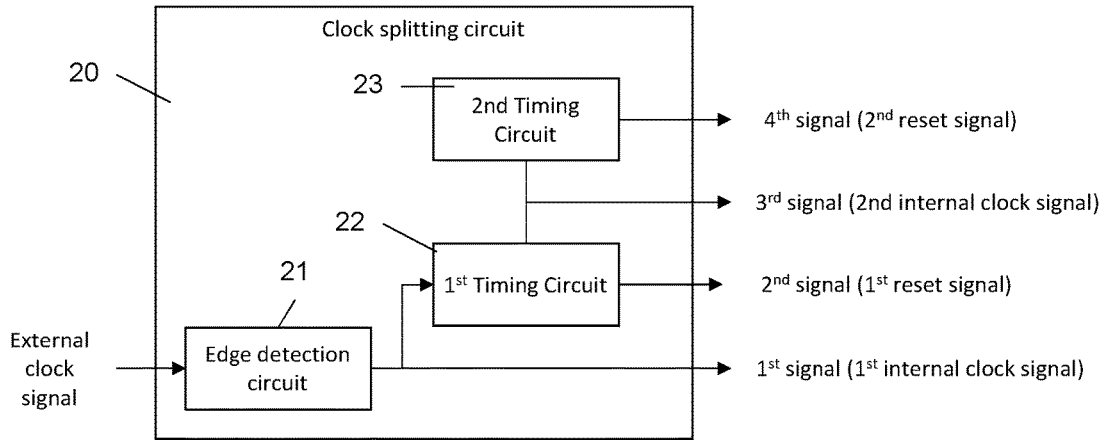 Clock splitting circuit
20
23
2nd Timing
Circuit
4th signal (2nd reset signal)
3rd signal (2nd internal clock signal)
22
1st Timing Circuit
2nd signal (1st reset signal)
21
External
clock
signal
Edge detection
circuit
1st signal (1st internal clock signal)